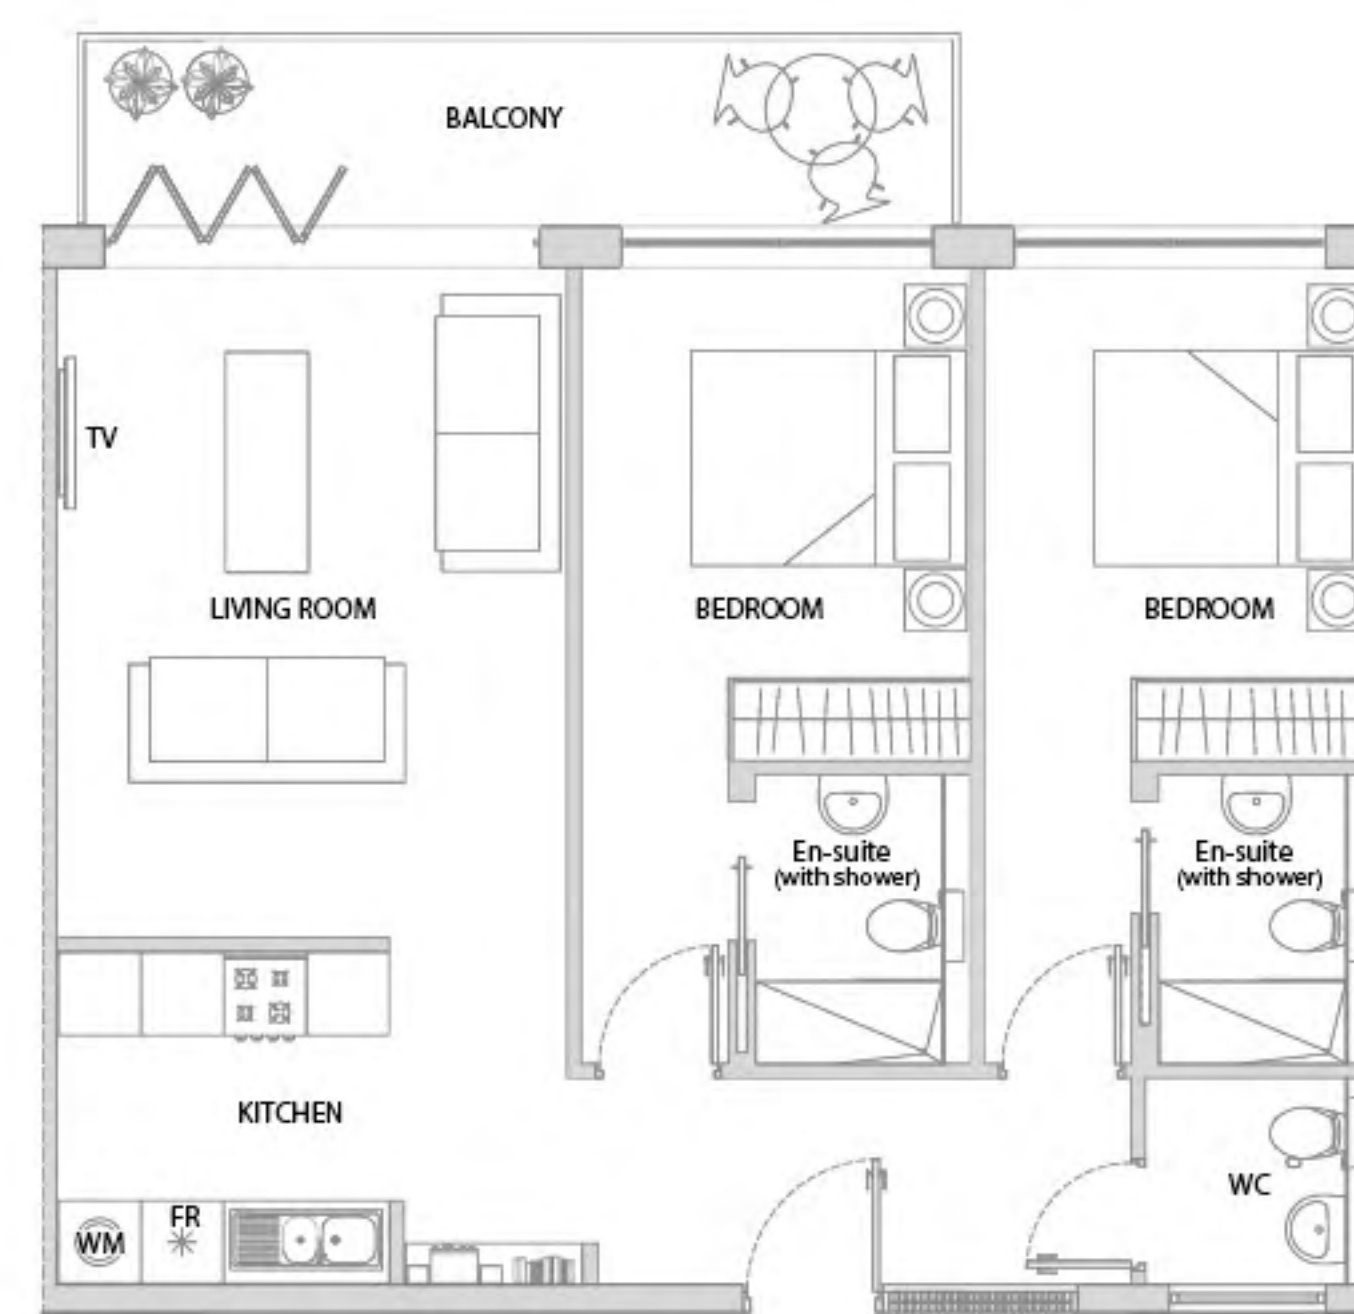 BALCONY
TV
LIVING ROOM
BEDROOM
BEDROOM
En-suite
(with shower)
En-suite
(with shower)
KITCHEN
WC
FR
WM